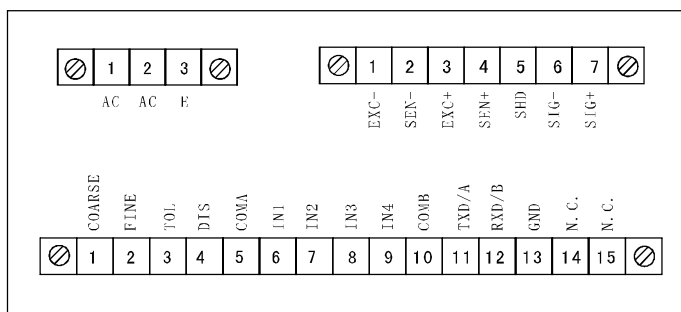 1 2 3
AC AC E
1 2 3 4 5 6 7
EXC- SEN- EXC+ SEN+ SHD SIG- SIG+
COARSE FINE TOL DIS COMA IN1 IN2 IN3 IN4 COMB TXD/A RXD/B GND N.C. N.C.
1 2 3 4 5 6 7 8 9 10 11 12 13 14 15